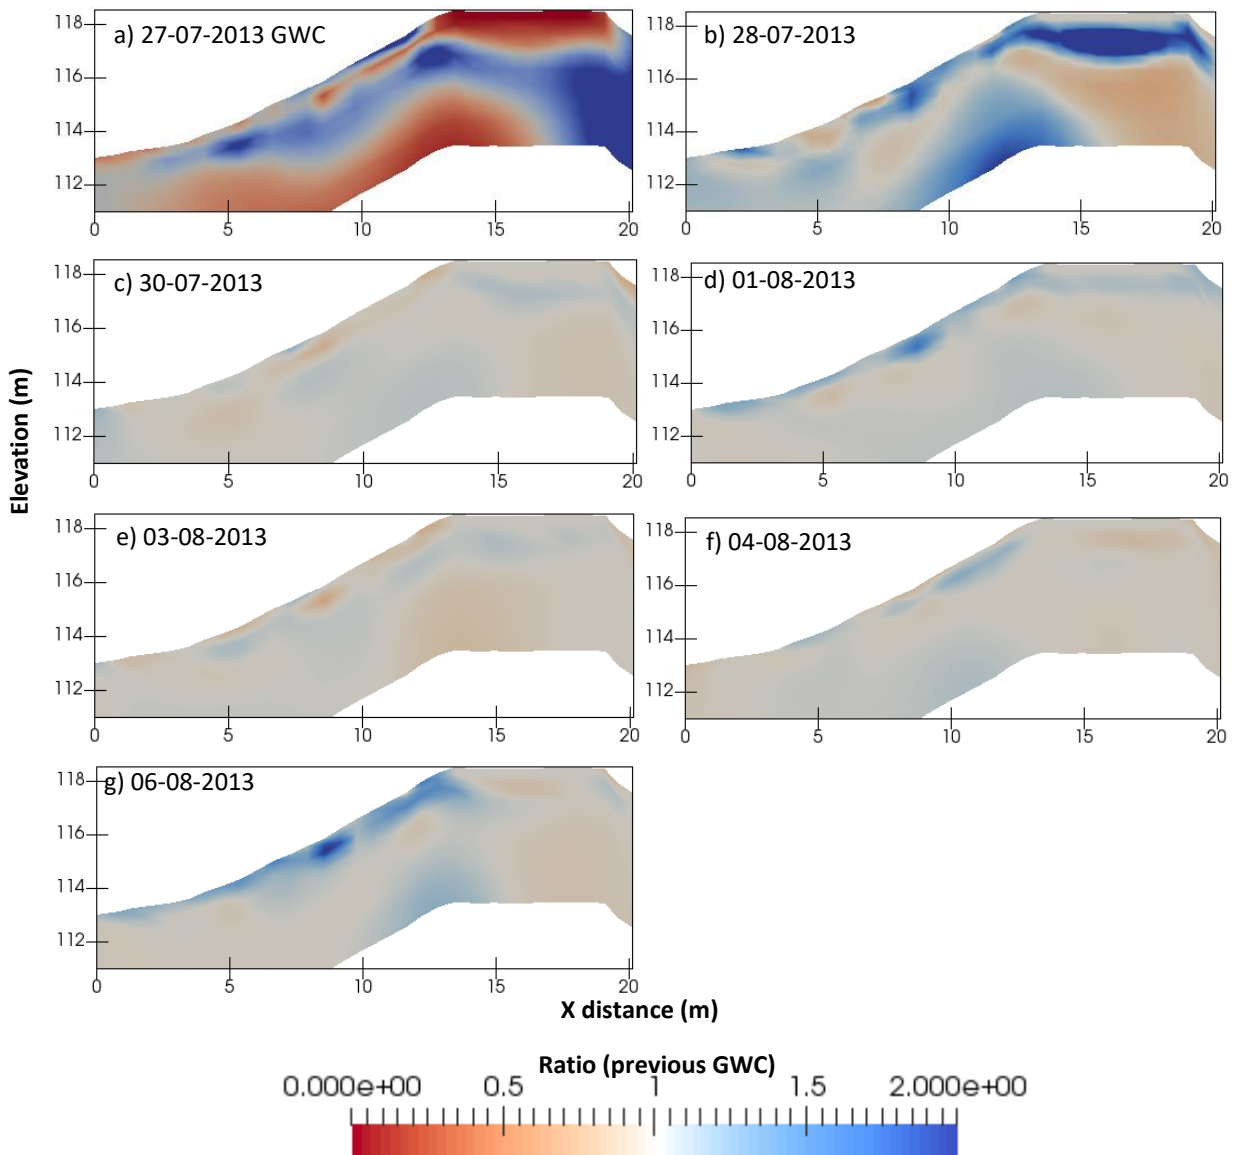 a) 27-07-2013 GWC
118
116
114
112
0 5 10 15 20
b) 28-07-2013
118
116
114
112
0 5 10 15 20
c) 30-07-2013
118
116
114
112
0 5 10 15 20
d) 01-08-2013
118
116
114
112
0 5 10 15 20
e) 03-08-2013
118
116
114
112
0 5 10 15 20
f) 04-08-2013
118
116
114
112
0 5 10 15 20
g) 06-08-2013
118
116
114
112
0 5 10 15 20
Elevation (m)
X distance (m)
Ratio (previous GWC)
0.000e+00 0.5 1 1.5 2.000e+00